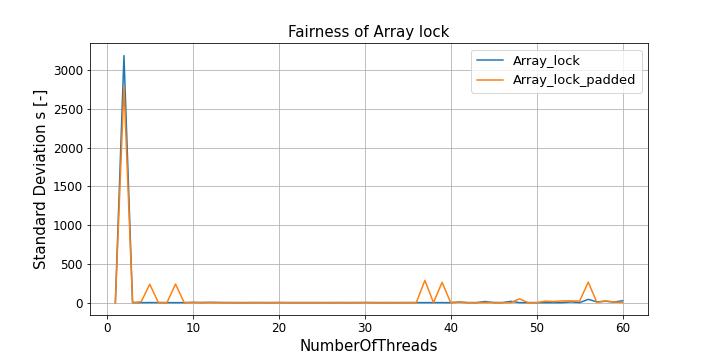 Fairness of Array lock
Array_lock
Array_lock_padded
Standard Deviation s [-]
3000
2500
2000
1500
1000
500
0
0 10 20 30 40 50 60
NumberOfThreads